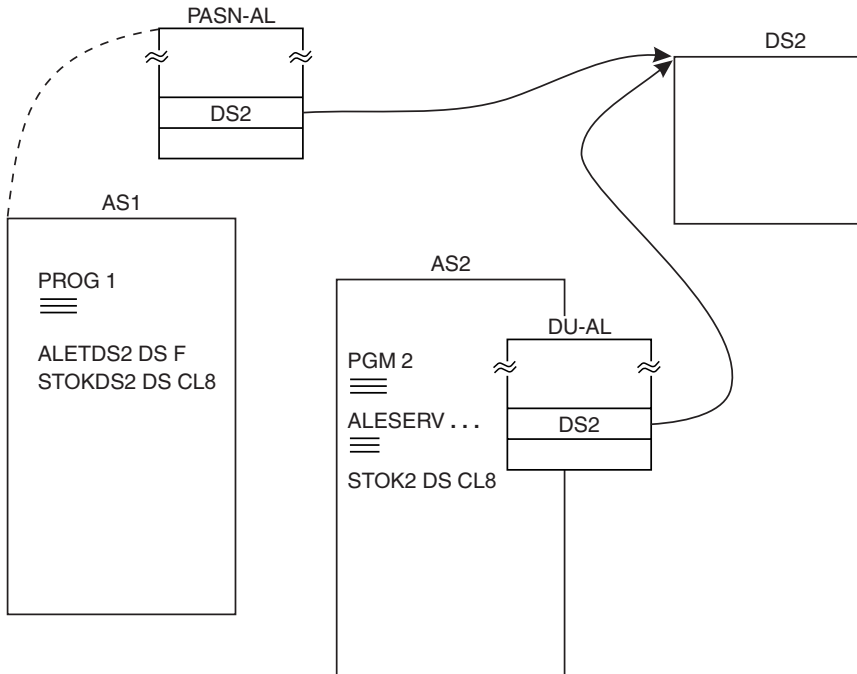 PASN-AL
DS2
DS2
AS1
PROG 1
ALETDS2 DS F
STOKDS2 DS CL8
AS2
DU-AL
PGM 2
ALESERV . . .
DS2
STOK2 DS CL8